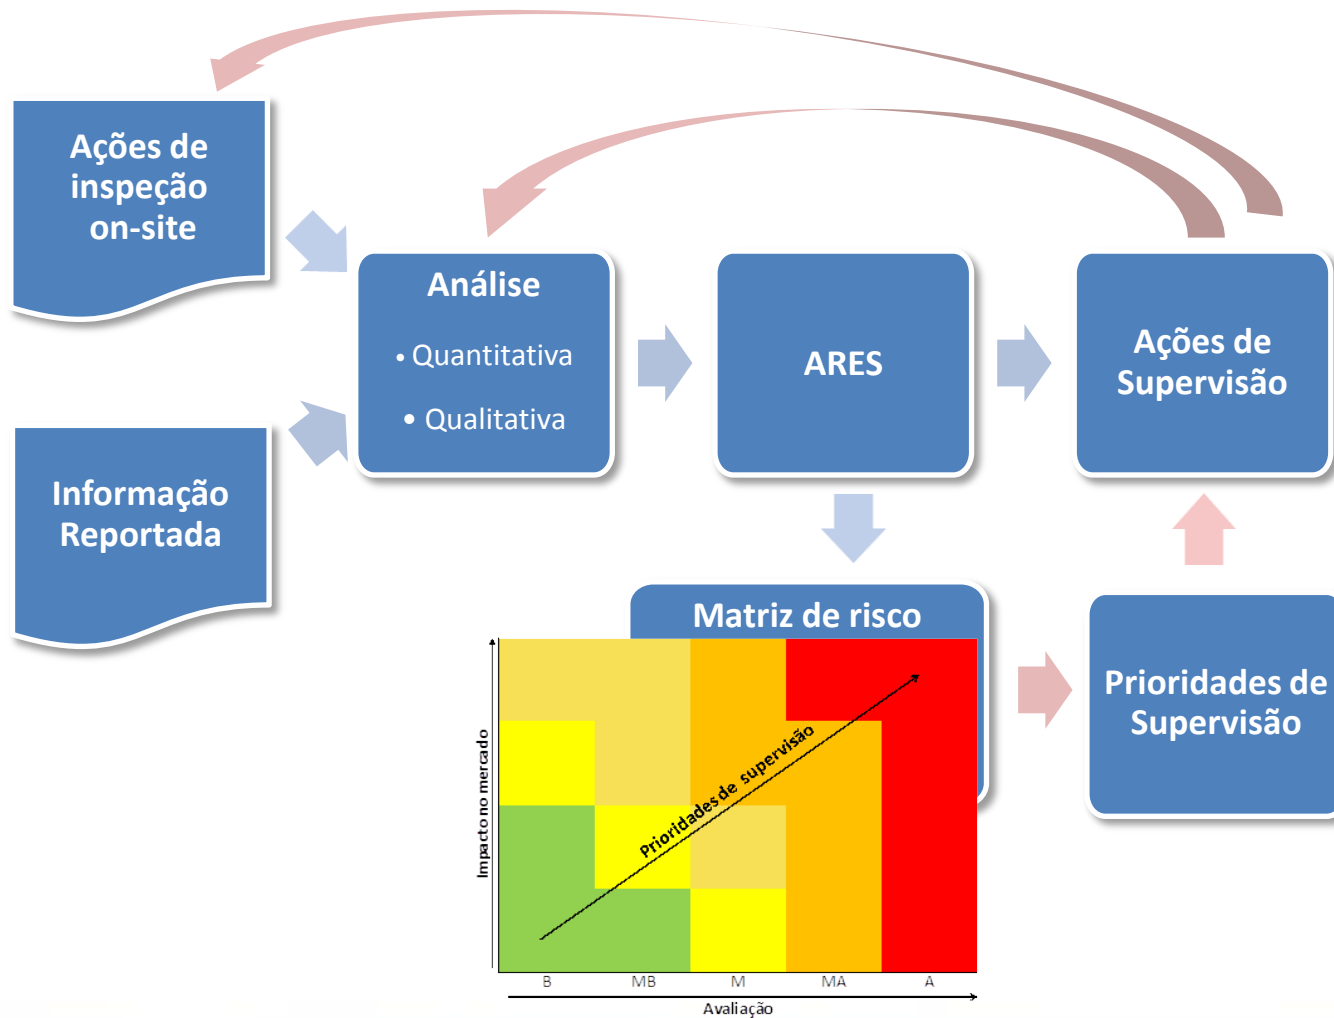 Ações de
inspeção
on-site
Informação
Reportada
Análise
• Quantitativa
• Qualitativa
ARES
Ações de
Supervisão
Matriz de risco
Impacto no mercado
Prioridades de supervisão
B MB M MA A
Avaliação
Prioridades de
Supervisão